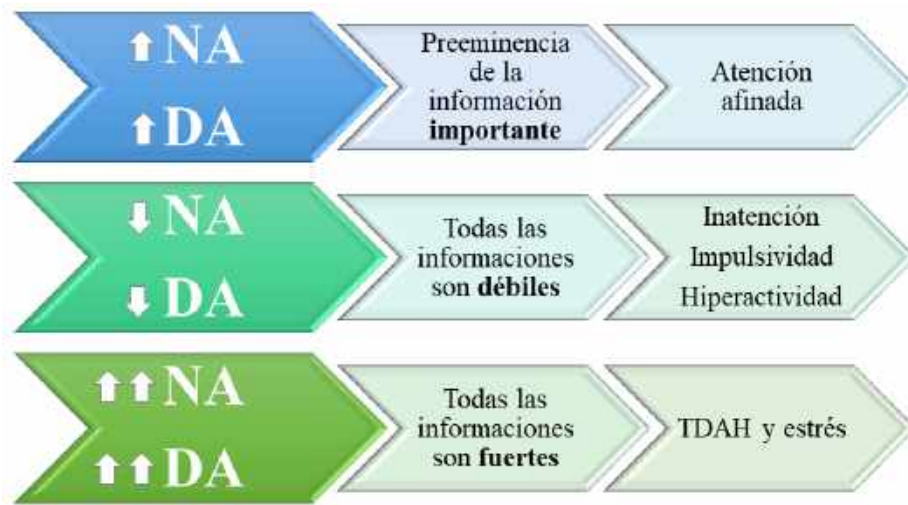 ⬆ NA
⬆ DA
Preeminencia
de la
información
importante
Atención
afinada
⬇ NA
⬇ DA
Todas las
informaciones
son débiles
Inatención
Impulsividad
Hiperactividad
⬆⬆ NA
⬆⬆ DA
Todas las
informaciones
son fuertes
TDAH y estrés